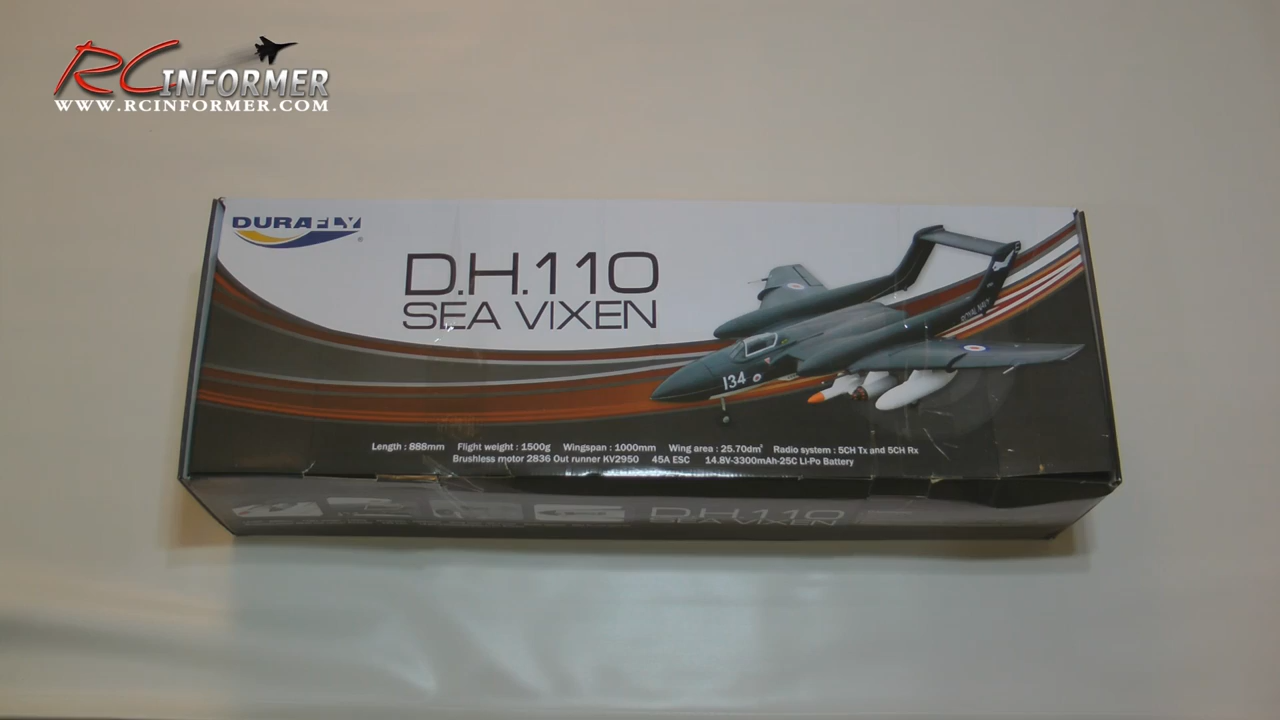 RC INFORMER
WWW.RCINFORMER.COM
DURAFLY
D.H.110
SEA VIXEN
134
Length : 888mm Flight weight : 1500g Wingspan : 1000mm Wing area : 25.70dm² Radio system : 5CH Tx and 5CH Rx
Brushless motor 2836 Out runner KV2950 45A ESC 14.8V-3300mAh-25C Li-Po Battery
D.H.110
SEA VIXEN